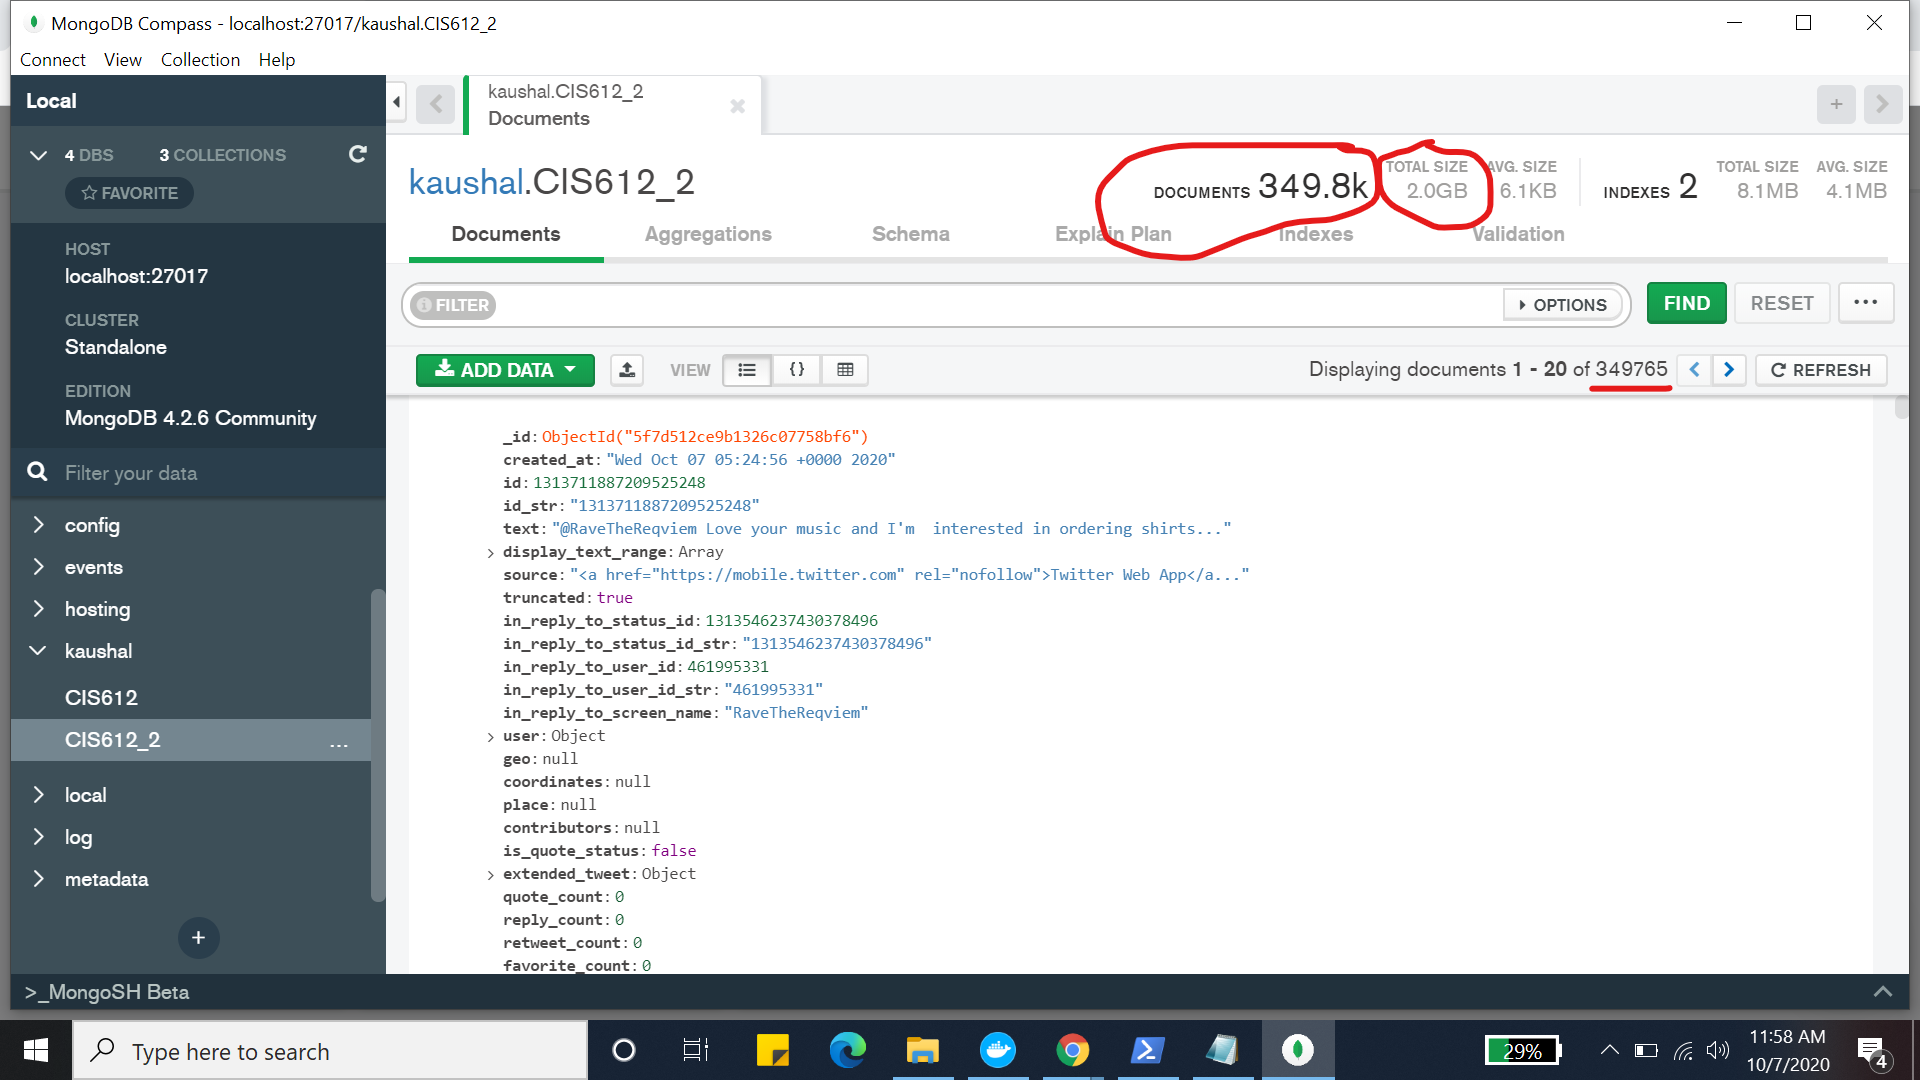 MongoDB Compass - localhost:27017/kaushal.CIS612_2
Connect View Collection Help
Local
4 DBS 3 COLLECTIONS
FAVORITE
HOST
localhost:27017
CLUSTER
Standalone
EDITION
MongoDB 4.2.6 Community
Filter your data
config
events
hosting
kaushal
CIS612
CIS612_2 ...
local
log
metadata
+
>_MongoSH Beta
kaushal.CIS612_2
Documents
kaushal.CIS612_2
DOCUMENTS 349.8k
TOTAL SIZE
2.0GB
AVG. SIZE
6.1KB
INDEXES 2
TOTAL SIZE
8.1MB
AVG. SIZE
4.1MB
Documents Aggregations Schema Explain Plan Indexes Validation
FILTER OPTIONS FIND RESET ...
ADD DATA VIEW {} Displaying documents 1 - 20 of 349765 REFRESH
_id: ObjectId("5f7d512ce9b1326c07758bf6")
created_at: "Wed Oct 07 05:24:56 +0000 2020"
id: 1313711887209525248
id_str: "1313711887209525248"
text: "@RaveTheReqviem Love your music and I'm  interested in ordering shirts..."
display_text_range: Array
source: "<a href="https://mobile.twitter.com" rel="nofollow">Twitter Web App</a..."
truncated: true
in_reply_to_status_id: 1313546237430378496
in_reply_to_status_id_str: "1313546237430378496"
in_reply_to_user_id: 461995331
in_reply_to_user_id_str: "461995331"
in_reply_to_screen_name: "RaveTheReqviem"
user: Object
geo: null
coordinates: null
place: null
contributors: null
is_quote_status: false
extended_tweet: Object
quote_count: 0
reply_count: 0
retweet_count: 0
favorite_count: 0
Type here to search
29%
11:58 AM
10/7/2020
4